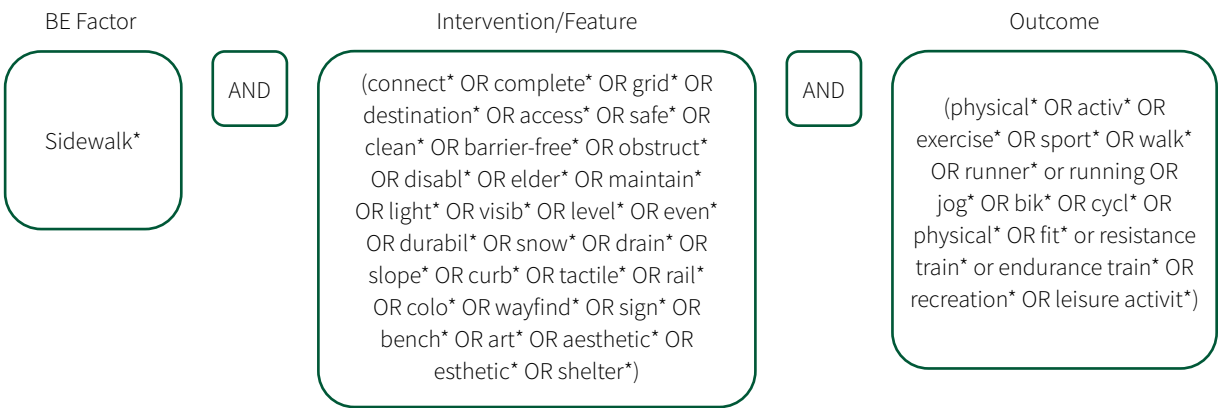 BE Factor
Intervention/Feature
Outcome
Sidewalk*
AND
(connect* OR complete* OR grid* OR
destination* OR access* OR safe* OR
clean* OR barrier-free* OR obstruct*
OR disabl* OR elder* OR maintain*
OR light* OR visib* OR level* OR even*
OR durabil* OR snow* OR drain* OR
slope* OR curb* OR tactile* OR rail*
OR colo* OR wayfind* OR sign* OR
bench* OR art* OR aesthetic* OR
esthetic* OR shelter*)
AND
(physical* OR activ* OR
exercise* OR sport* OR walk*
OR runner* or running OR
jog* OR bik* OR cycl* OR
physical* OR fit* or resistance
train* or endurance train* OR
recreation* OR leisure activit*)